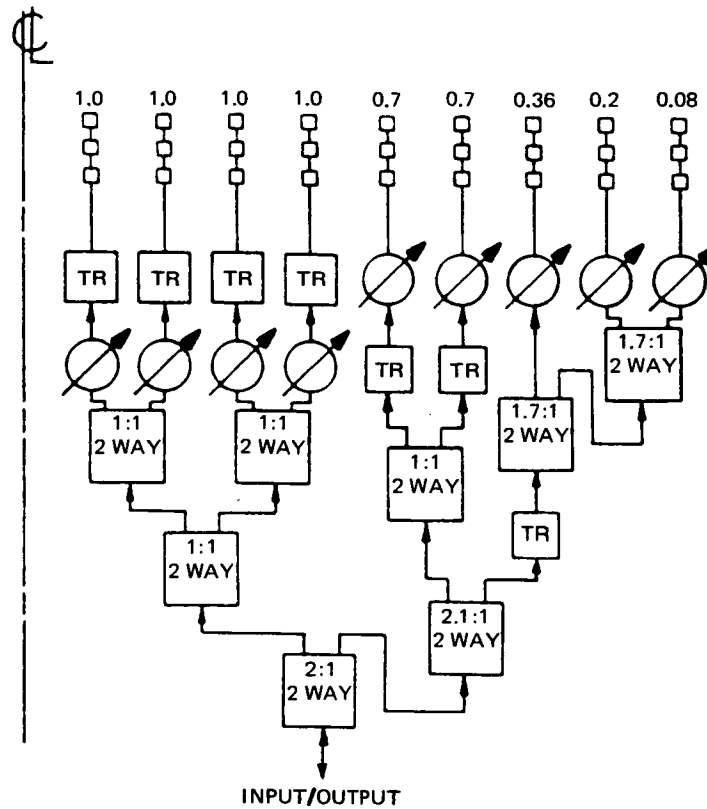 ℄
1.0 1.0 1.0 1.0 0.7 0.7 0.36 0.2 0.08
TR TR TR TR
1.7:1
2 WAY
TR TR
1:1 1:1 1.7:1
2 WAY 2 WAY 2 WAY
1:1
2 WAY
TR
1:1
2 WAY
2.1:1
2 WAY
2:1
2 WAY
INPUT/OUTPUT